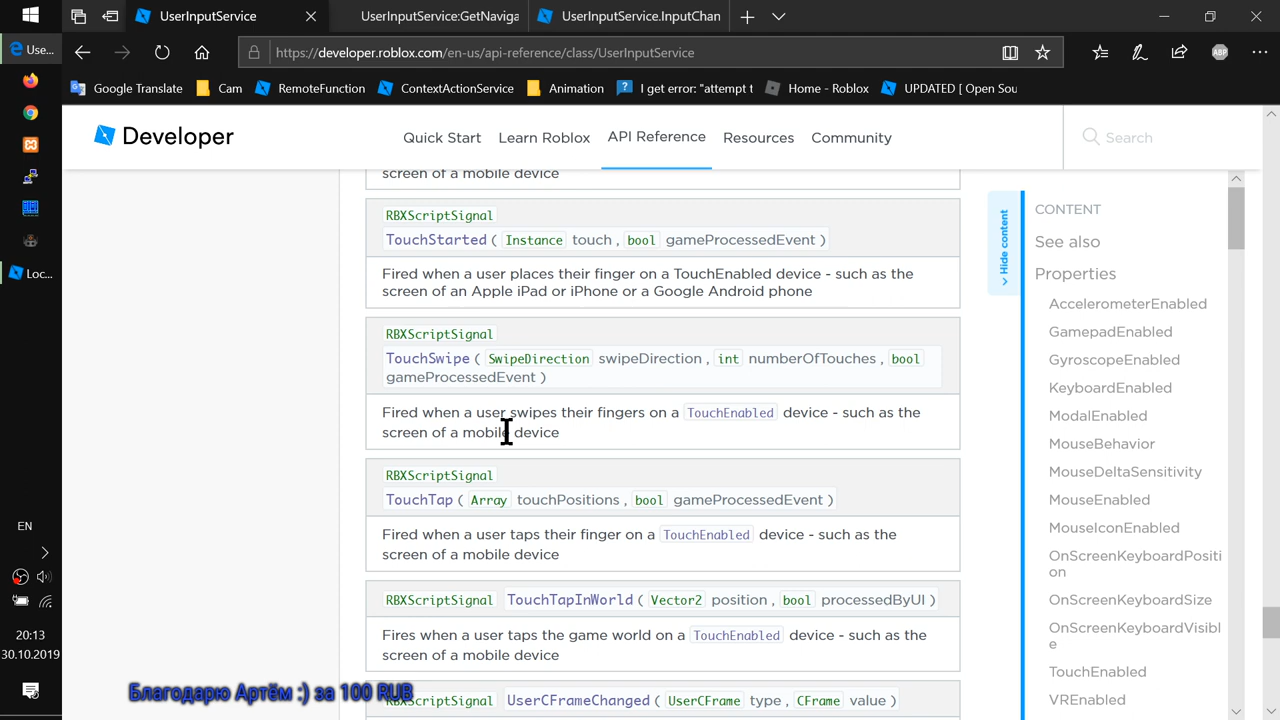 UserInputService
UserInputService:GetNaviga
UserInputService.InputChan
Use...
https://developer.roblox.com/en-us/api-reference/class/UserInputService
ABP
Google Translate
Cam
RemoteFunction
ContextActionService
Animation
I get error: "attempt t
Home - Roblox
UPDATED [ Open Sou
Developer
Quick Start
Learn Roblox
API Reference
Resources
Community
Search
screen of a mobile device
RBXScriptSignal
TouchStarted ( Instance touch , bool gameProcessedEvent )
Fired when a user places their finger on a TouchEnabled device - such as the
screen of an Apple iPad or iPhone or a Google Android phone
RBXScriptSignal
TouchSwipe ( SwipeDirection swipeDirection , int numberOfTouches , bool
gameProcessedEvent )
Fired when a user swipes their fingers on a TouchEnabled device - such as the
screen of a mobile device
RBXScriptSignal
TouchTap ( Array touchPositions , bool gameProcessedEvent )
Fired when a user taps their finger on a TouchEnabled device - such as the
screen of a mobile device
RBXScriptSignal TouchTapInWorld ( Vector2 position , bool processedByUI )
Fires when a user taps the game world on a TouchEnabled device - such as the
screen of a mobile device
RBXScriptSignal UserCFrameChanged ( UserCFrame type , CFrame value )
Hide content
CONTENT
See also
Properties
AccelerometerEnabled
GamepadEnabled
GyroscopeEnabled
KeyboardEnabled
ModalEnabled
MouseBehavior
MouseDeltaSensitivity
MouseEnabled
MouseIconEnabled
OnScreenKeyboardPositi
on
OnScreenKeyboardSize
OnScreenKeyboardVisibl
e
TouchEnabled
VREnabled
Loc...
EN
20:13
30.10.2019
Благодарю Артём :) за 100 RUB